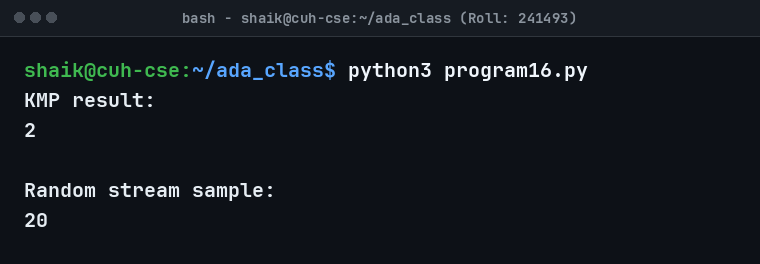 bash - shaik@cuh-cse:~/ada_class (Roll: 241493)
shaik@cuh-cse:~/ada_class$ python3 program16.py
KMP result:
2
Random stream sample:
20